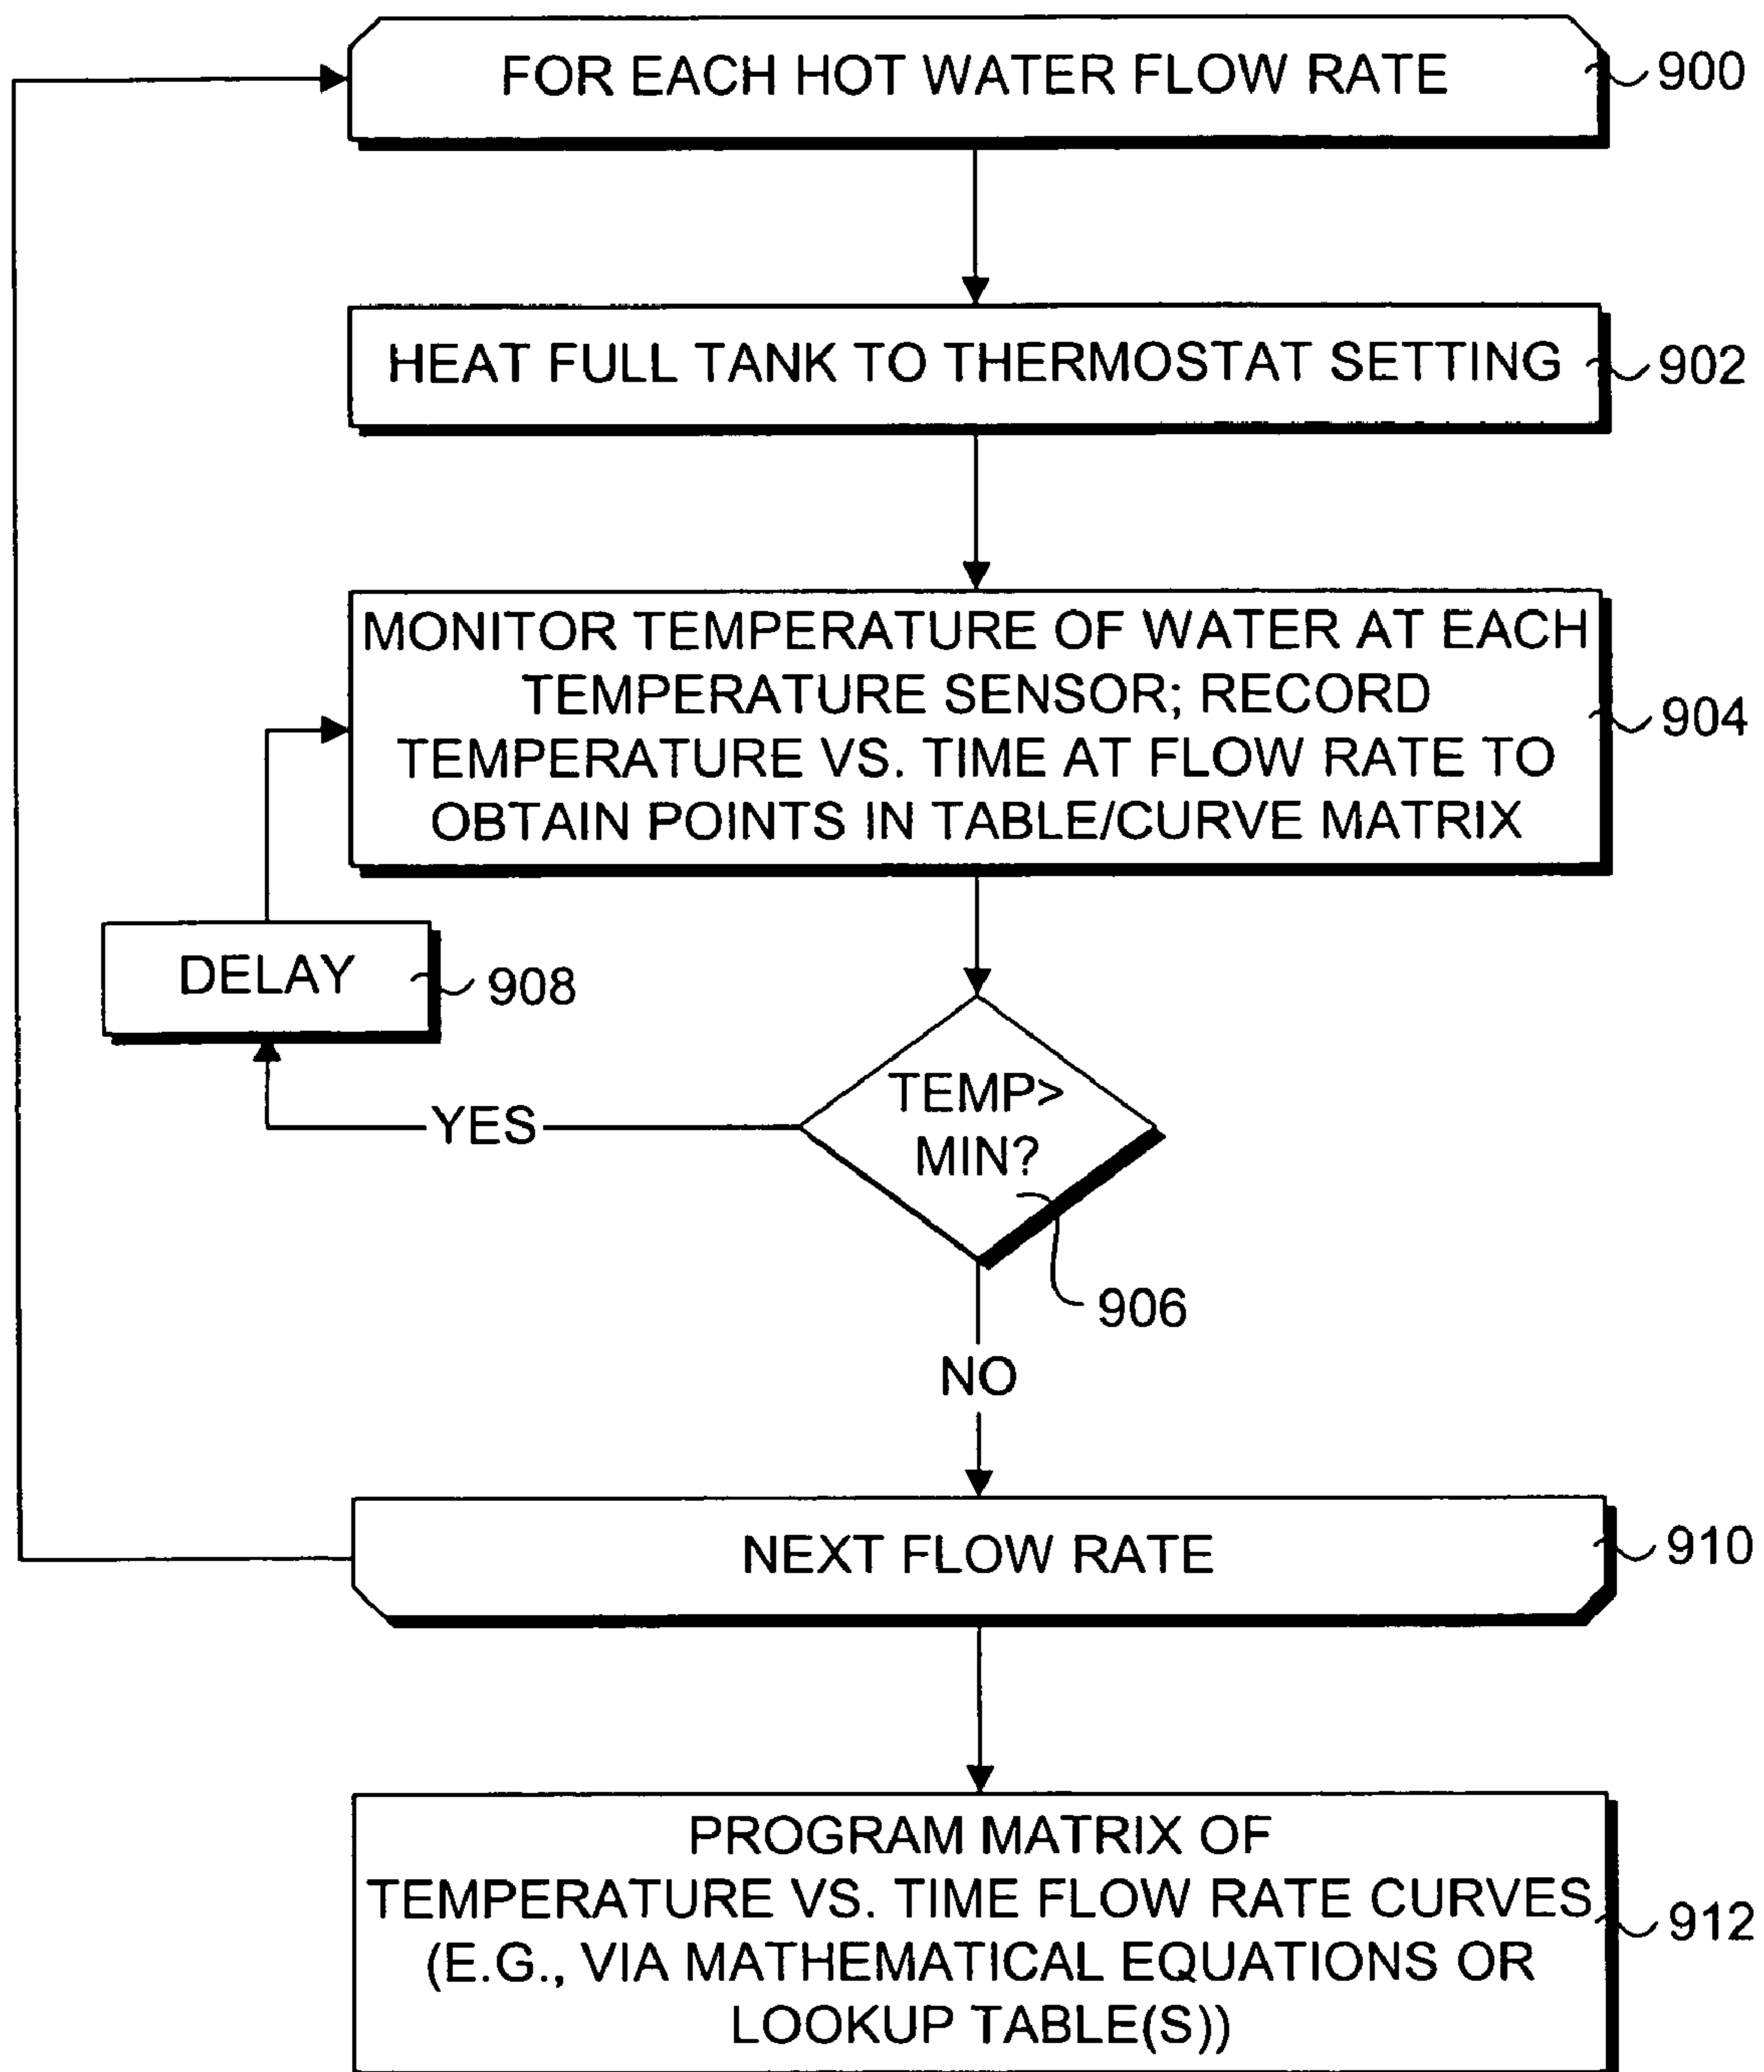 FOR EACH HOT WATER FLOW RATE
900
HEAT FULL TANK TO THERMOSTAT SETTING
902
MONITOR TEMPERATURE OF WATER AT EACH
TEMPERATURE SENSOR; RECORD
TEMPERATURE VS. TIME AT FLOW RATE TO
OBTAIN POINTS IN TABLE/CURVE MATRIX
904
DELAY
908
TEMP>
MIN?
YES
906
NO
NEXT FLOW RATE
910
PROGRAM MATRIX OF
TEMPERATURE VS. TIME FLOW RATE CURVES
(E.G., VIA MATHEMATICAL EQUATIONS OR
LOOKUP TABLE(S))
912